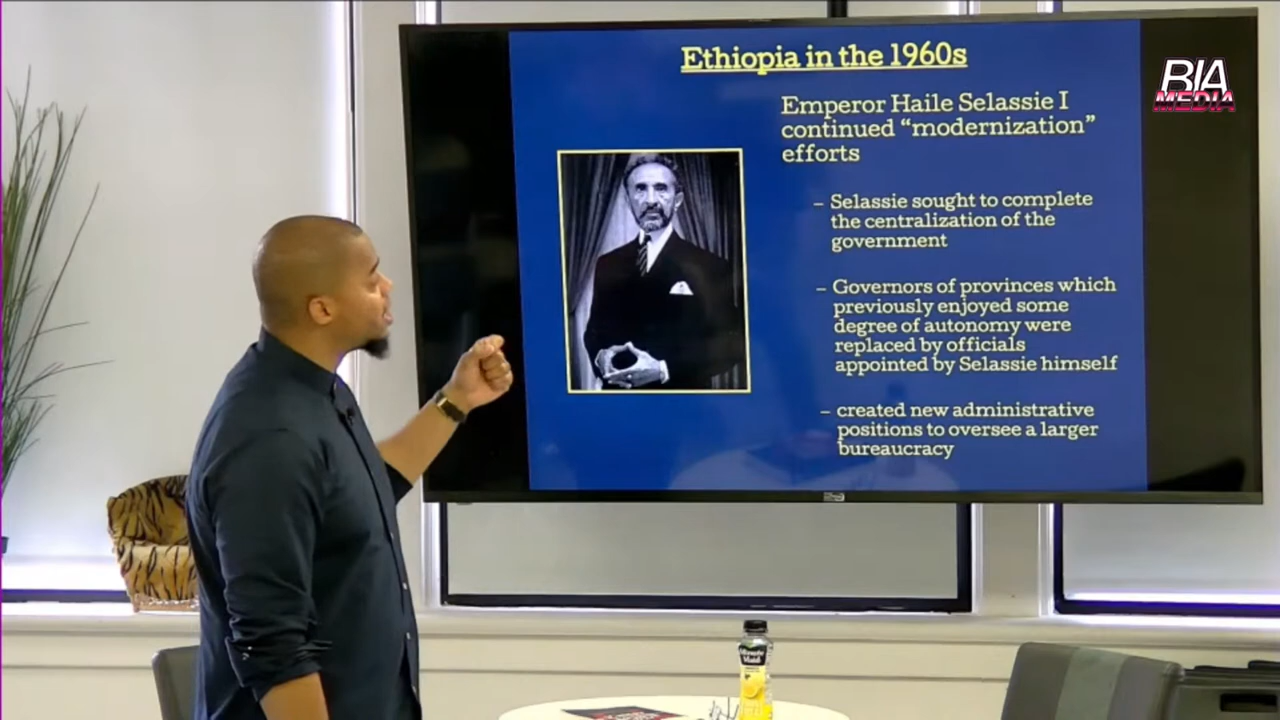 Ethiopia in the 1960s
BIA
MEDIA
Emperor Haile Selassie I
continued “modernization”
efforts
– Selassie sought to complete
the centralization of the
government
– Governors of provinces which
previously enjoyed some
degree of autonomy were
replaced by officials
appointed by Selassie himself
– created new administrative
positions to oversee a larger
bureaucracy
Minute
Maid